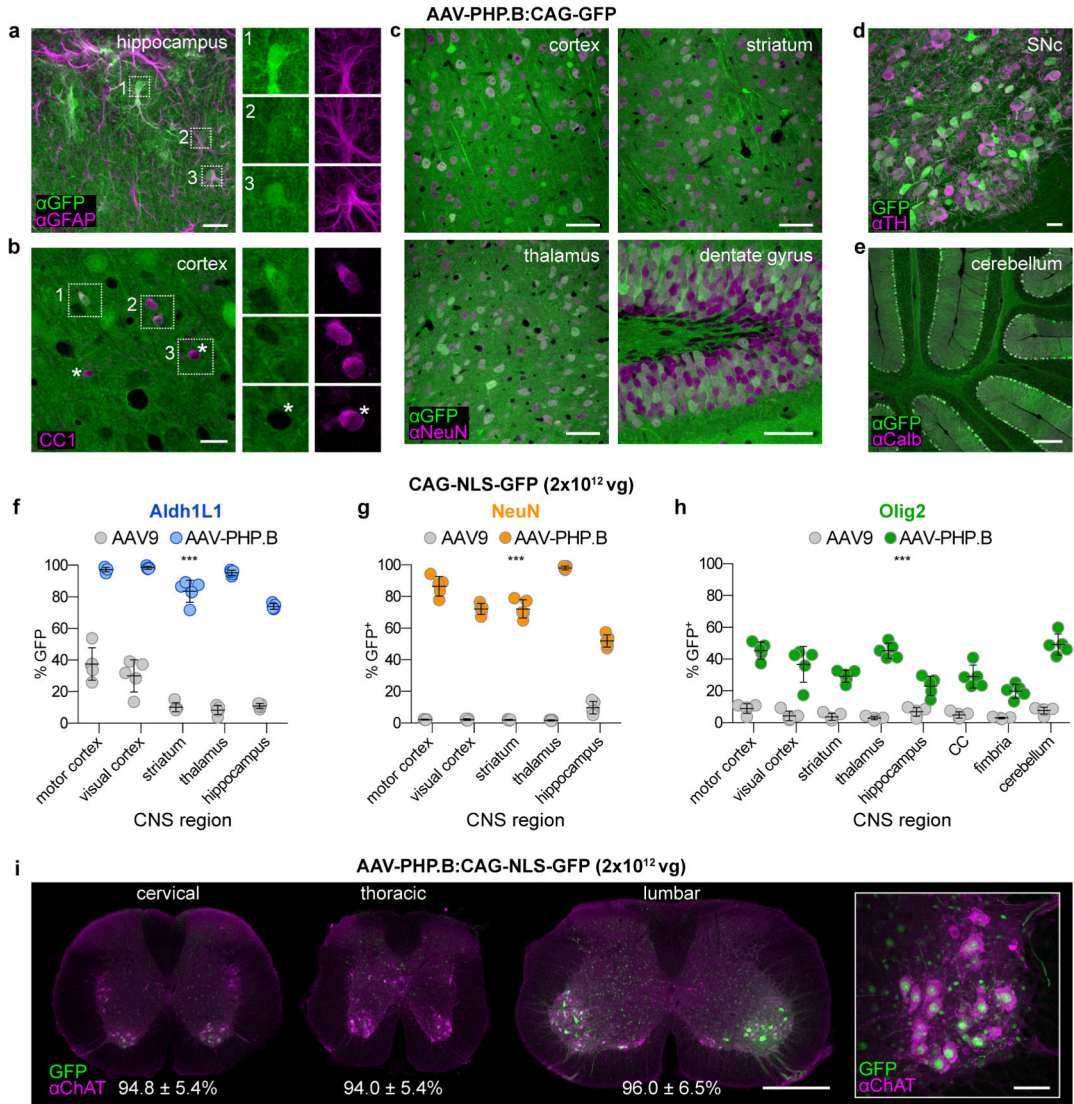 AAV-PHP.B:CAG-GFP
a
hippocampus
1
2
3
αGFP
αGFAP
1
2
3
b
cortex
1
2
3
*
*
CC1
*
*
c
cortex
striatum
thalamus
αGFP
αNeuN
dentate gyrus
d
SNc
GFP
αTH
e
cerebellum
αGFP
αCalb
CAG-NLS-GFP (2x10¹² vg)
f
Aldh1L1
AAV9 AAV-PHP.B
***
% GFP
100
80
60
40
20
0
motor cortex
visual cortex
striatum
thalamus
hippocampus
CNS region
g
NeuN
AAV9 AAV-PHP.B
***
% GFP⁺
100
80
60
40
20
0
motor cortex
visual cortex
striatum
thalamus
hippocampus
CNS region
h
Olig2
AAV9 AAV-PHP.B
***
% GFP⁺
100
80
60
40
20
0
motor cortex
visual cortex
striatum
thalamus
hippocampus
CC
fimbria
cerebellum
CNS region
i
AAV-PHP.B:CAG-NLS-GFP (2x10¹² vg)
cervical
thoracic
lumbar
GFP
αChAT
94.8 ± 5.4%
94.0 ± 5.4%
96.0 ± 6.5%
GFP
αChAT